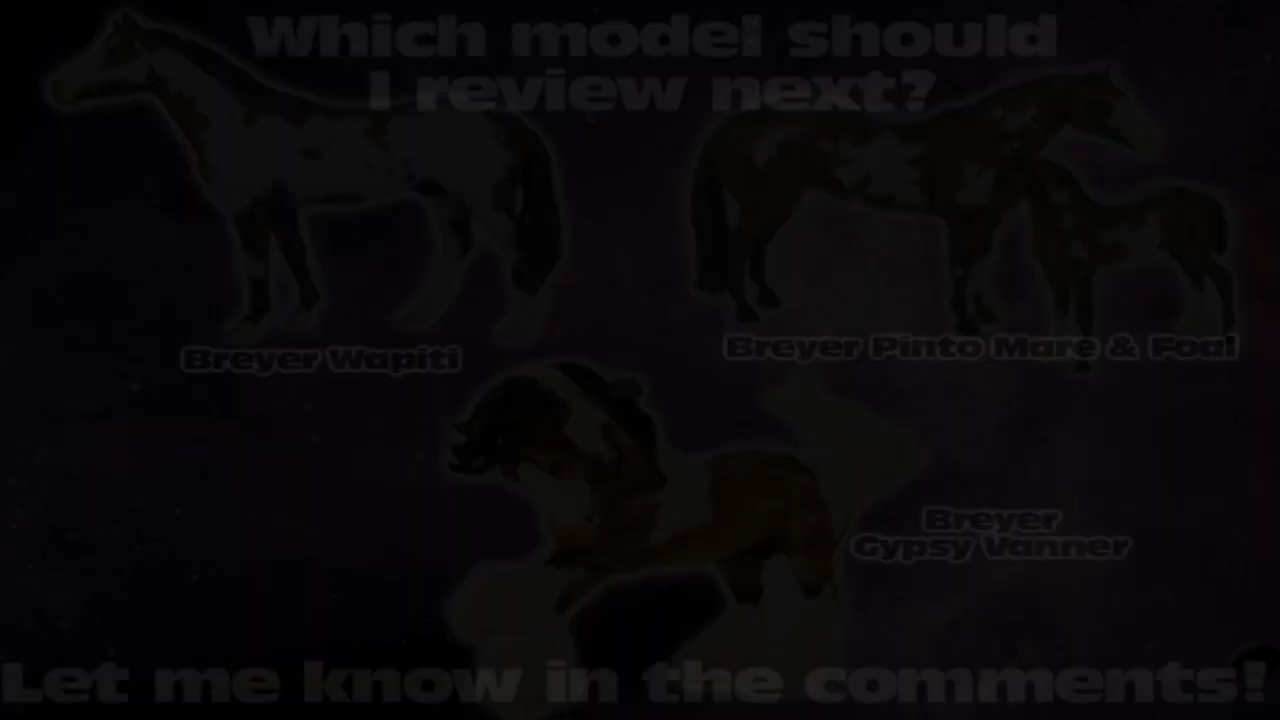 Which model should
I review next?
Breyer Wapiti
Breyer Pinto Mare & Foal
Breyer
Gypsy Vanner
Let me know in the comments!